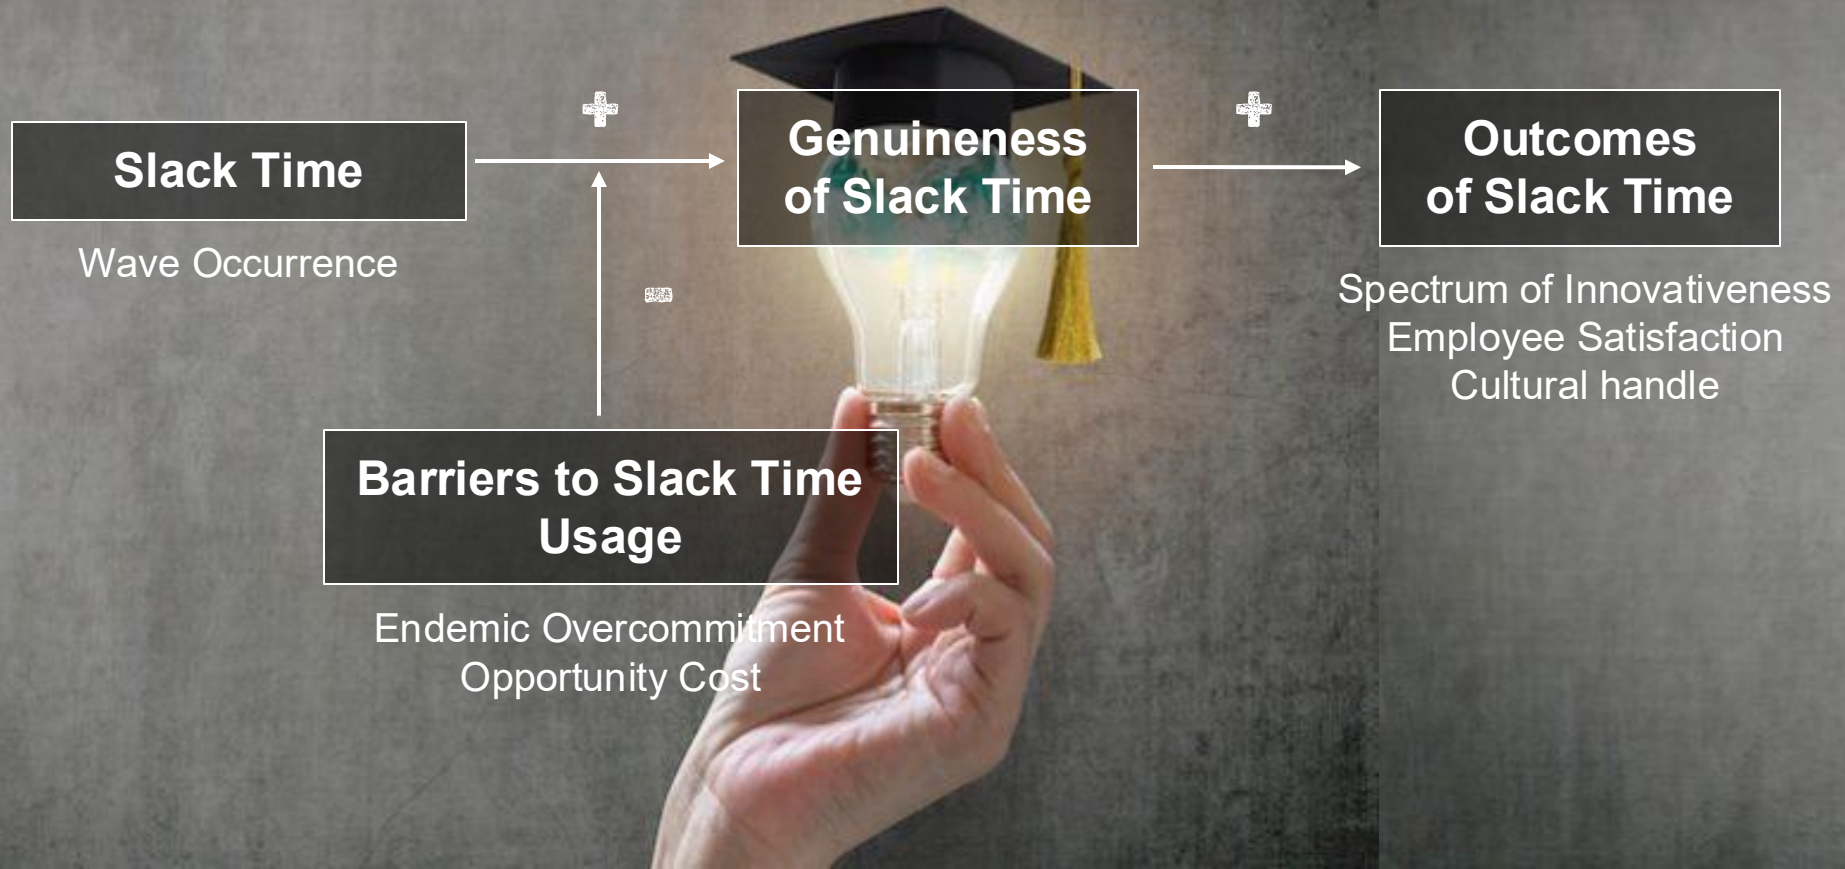 Slack Time
Wave Occurrence
+
Genuineness
of Slack Time
+
Outcomes
of Slack Time
Spectrum of Innovativeness
Employee Satisfaction
Cultural handle
-
Barriers to Slack Time
Usage
Endemic Overcommitment
Opportunity Cost